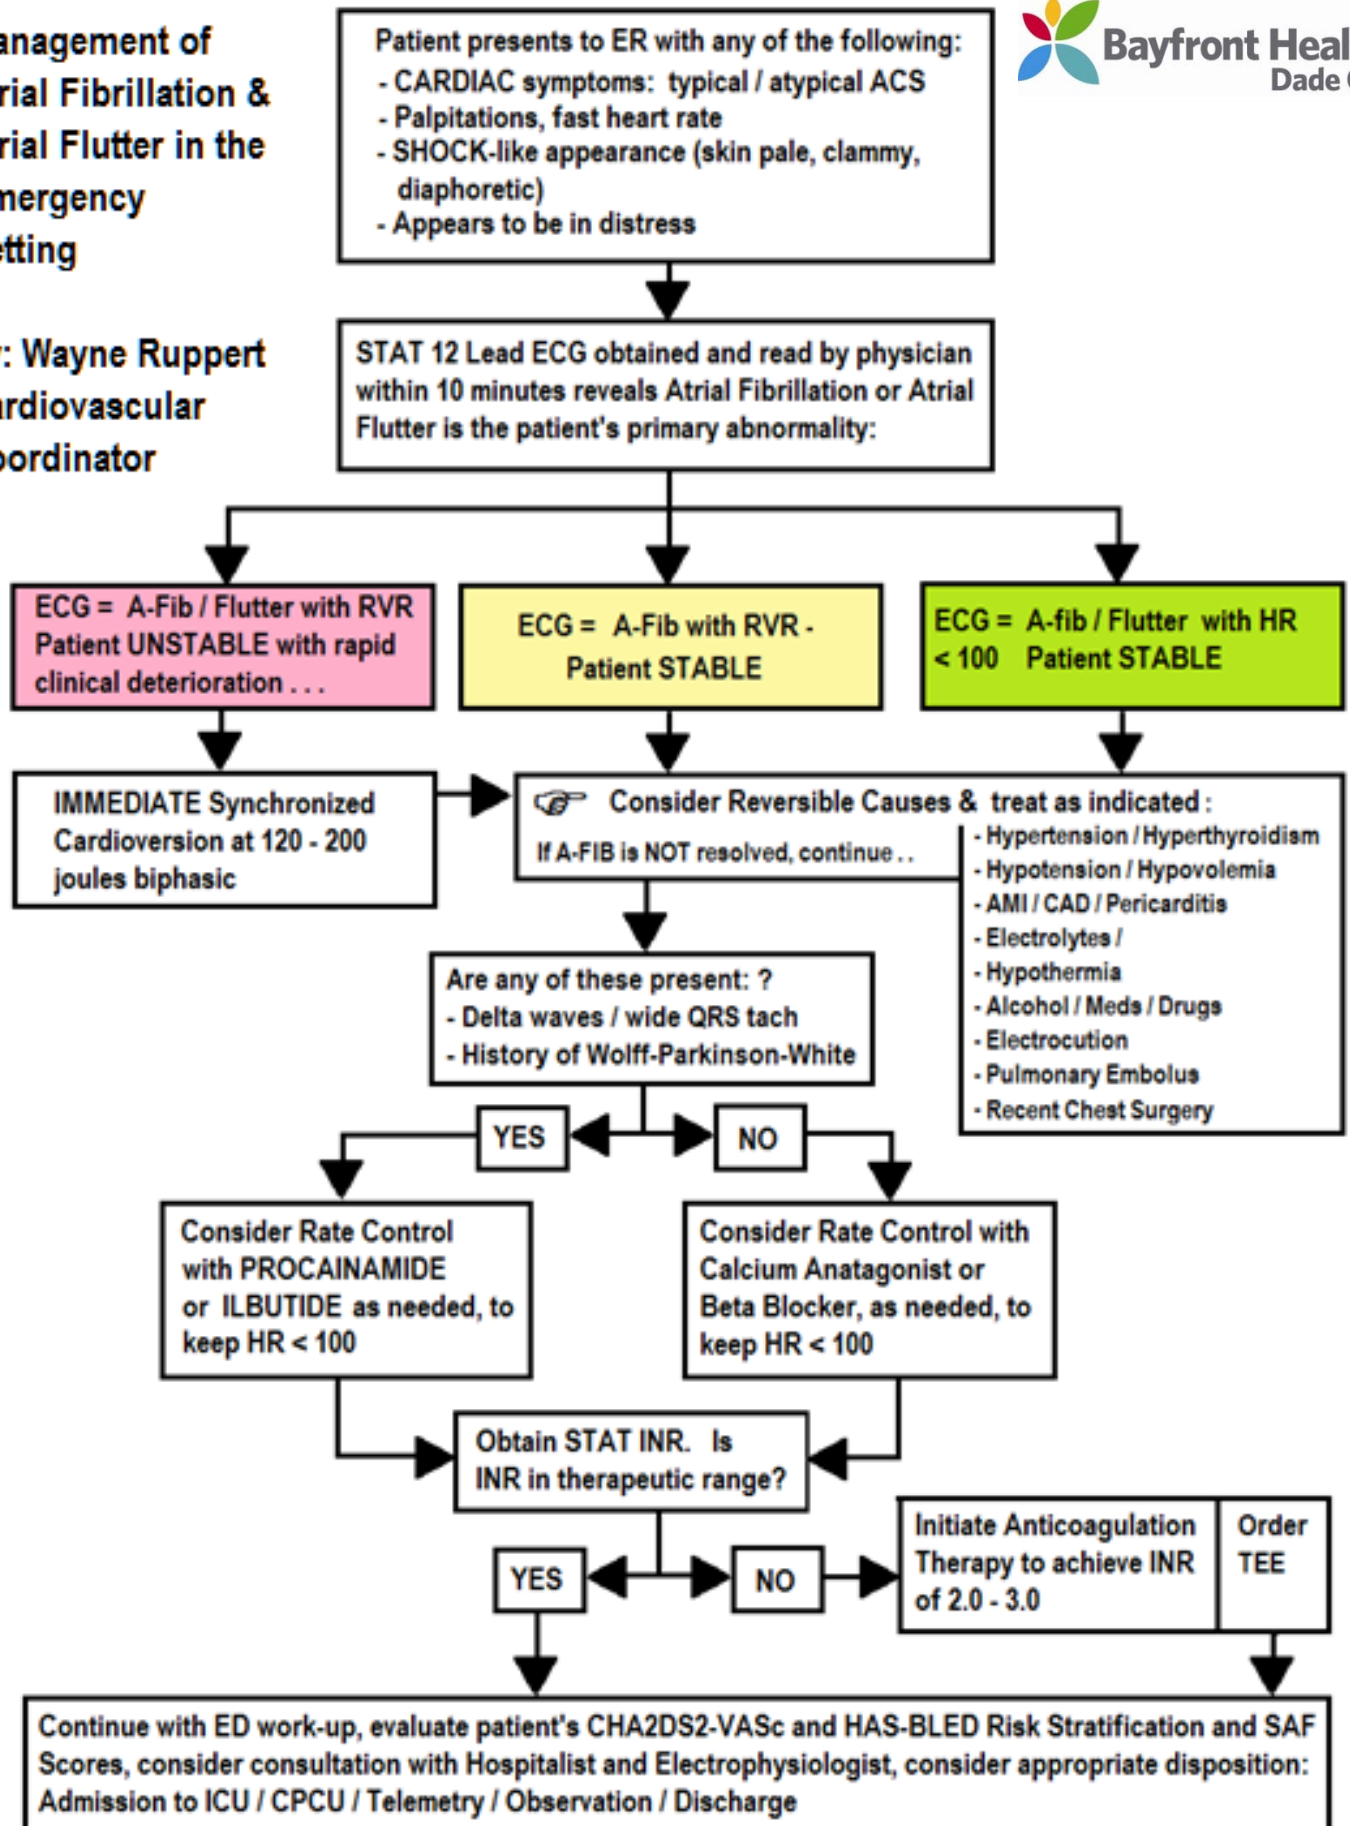 anagement of
rial Fibrillation &
rial Flutter in the
mergency
etting
: Wayne Ruppert
ardiovascular
oordinator
Bayfront Heal
Dade
Patient presents to ER with any of the following:
- CARDIAC symptoms: typical / atypical ACS
- Palpitations, fast heart rate
- SHOCK-like appearance (skin pale, clammy,
diaphoretic)
- Appears to be in distress
STAT 12 Lead ECG obtained and read by physician
within 10 minutes reveals Atrial Fibrillation or Atrial
Flutter is the patient's primary abnormality:
ECG = A-Fib / Flutter with RVR
Patient UNSTABLE with rapid
clinical deterioration . . .
ECG = A-Fib with RVR -
Patient STABLE
ECG = A-fib / Flutter with HR
< 100 Patient STABLE
IMMEDIATE Synchronized
Cardioversion at 120 - 200
joules biphasic
Consider Reversible Causes & treat as indicated :
If A-FIB is NOT resolved, continue . .
- Hypertension / Hyperthyroidism
- Hypotension / Hypovolemia
- AMI / CAD / Pericarditis
- Electrolytes /
- Hypothermia
- Alcohol / Meds / Drugs
- Electrocution
- Pulmonary Embolus
- Recent Chest Surgery
Are any of these present: ?
- Delta waves / wide QRS tach
- History of Wolff-Parkinson-White
YES
NO
Consider Rate Control
with PROCAINAMIDE
or ILBUTIDE as needed, to
keep HR < 100
Consider Rate Control with
Calcium Anatagonist or
Beta Blocker, as needed, to
keep HR < 100
Obtain STAT INR. Is
INR in therapeutic range?
YES
NO
Initiate Anticoagulation
Therapy to achieve INR
of 2.0 - 3.0
Order
TEE
Continue with ED work-up, evaluate patient's CHA2DS2-VASc and HAS-BLED Risk Stratification and SAF
Scores, consider consultation with Hospitalist and Electrophysiologist, consider appropriate disposition:
Admission to ICU / CPCU / Telemetry / Observation / Discharge